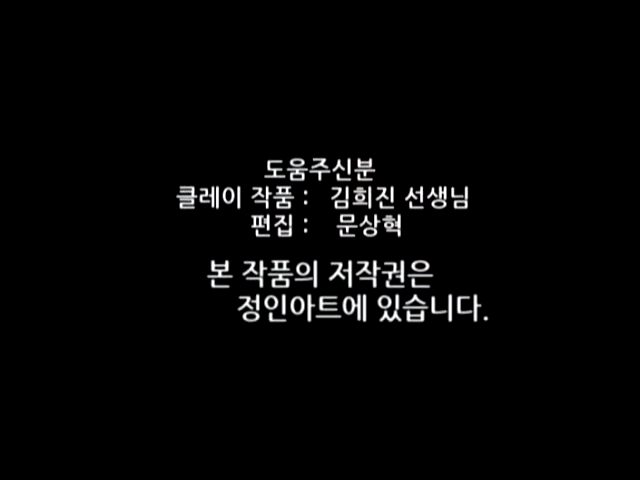 도움주신분
클레이 작품 : 김희진 선생님
편집 : 문상혁
본 작품의 저작권은
정인아트에 있습니다.